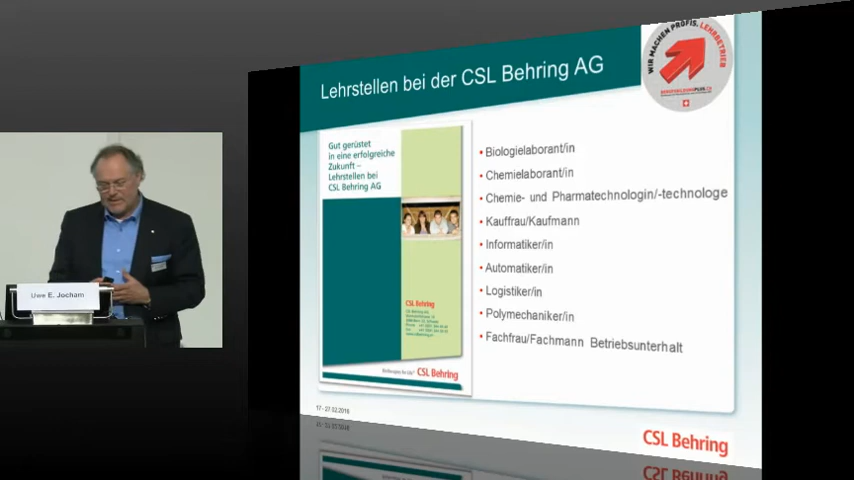 Lehrstellen bei der CSL Behring AG
WIR MACHEN PROFIS. LEHRBETRIEB
Gut gerüstet
in eine erfolgreiche
Zukunft –
Lehrstellen bei
CSL Behring AG
CSL Behring
CSL Behring
• Biologielaborant/in
• Chemielaborant/in
• Chemie- und Pharmatechnologin/-technologe
• Kauffrau/Kaufmann
• Informatiker/in
• Automatiker/in
• Logistiker/in
• Polymechaniker/in
• Fachfrau/Fachmann Betriebsunterhalt
CSL Behring
Uwe E. Jocham